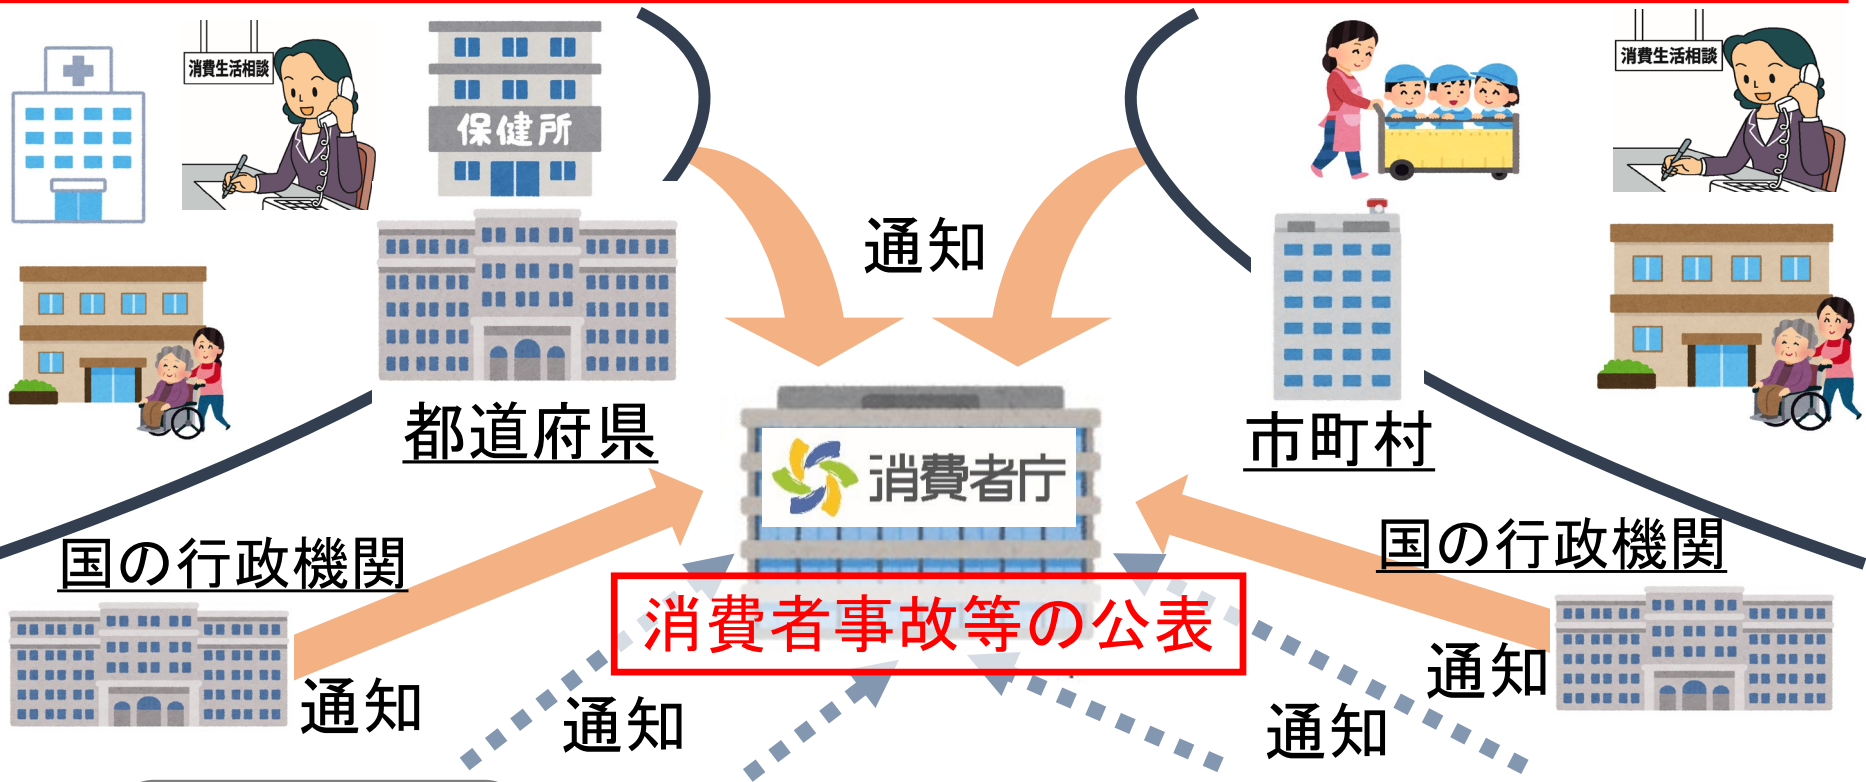 消費生活相談
保健所
消費生活相談
通知
都道府県
市町村
消費者庁
国の行政機関
国の行政機関
消費者事故等の公表
通知
通知
通知
通知